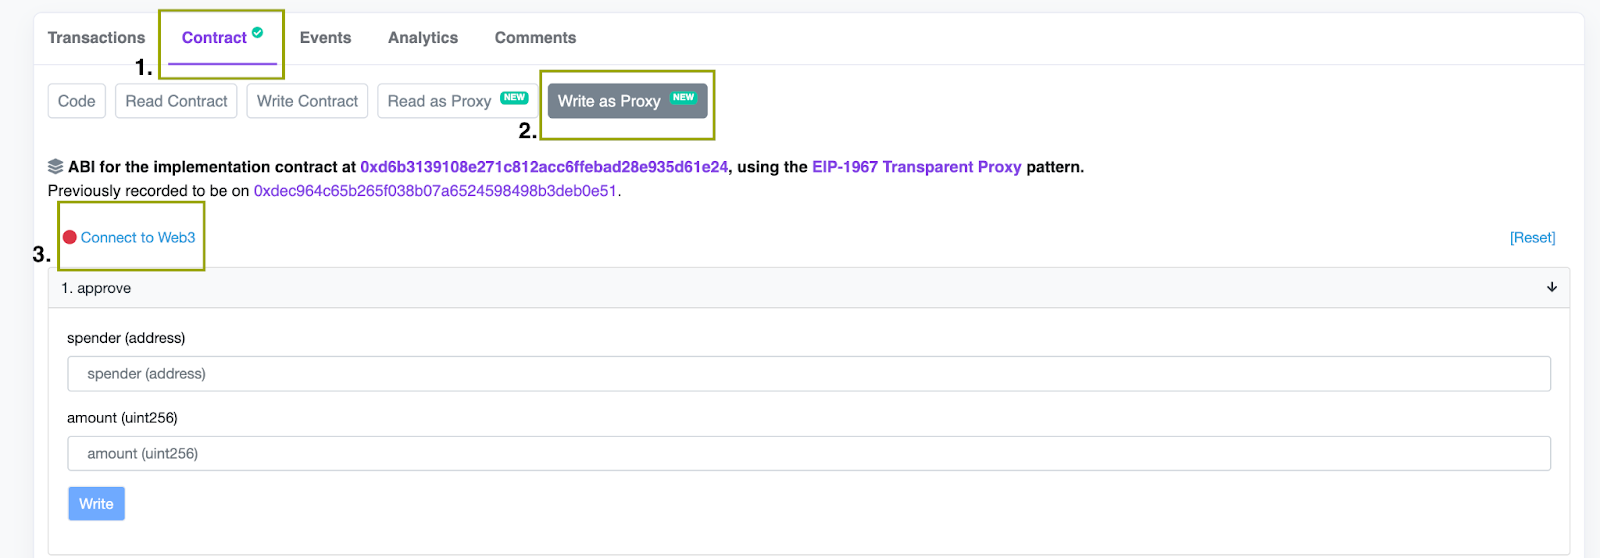 Transactions Contract Events Analytics Comments
1.
Code Read Contract Write Contract Read as Proxy NEW Write as Proxy NEW
2.
ABI for the implementation contract at 0xd6b3139108e271c812acc6ffebad28e935d61e24, using the EIP-1967 Transparent Proxy pattern.
Previously recorded to be on 0xdec964c65b265f038b07a6524598498b3deb0e51.
Connect to Web3 [Reset]
3.
1. approve
spender (address)
spender (address)
amount (uint256)
amount (uint256)
Write